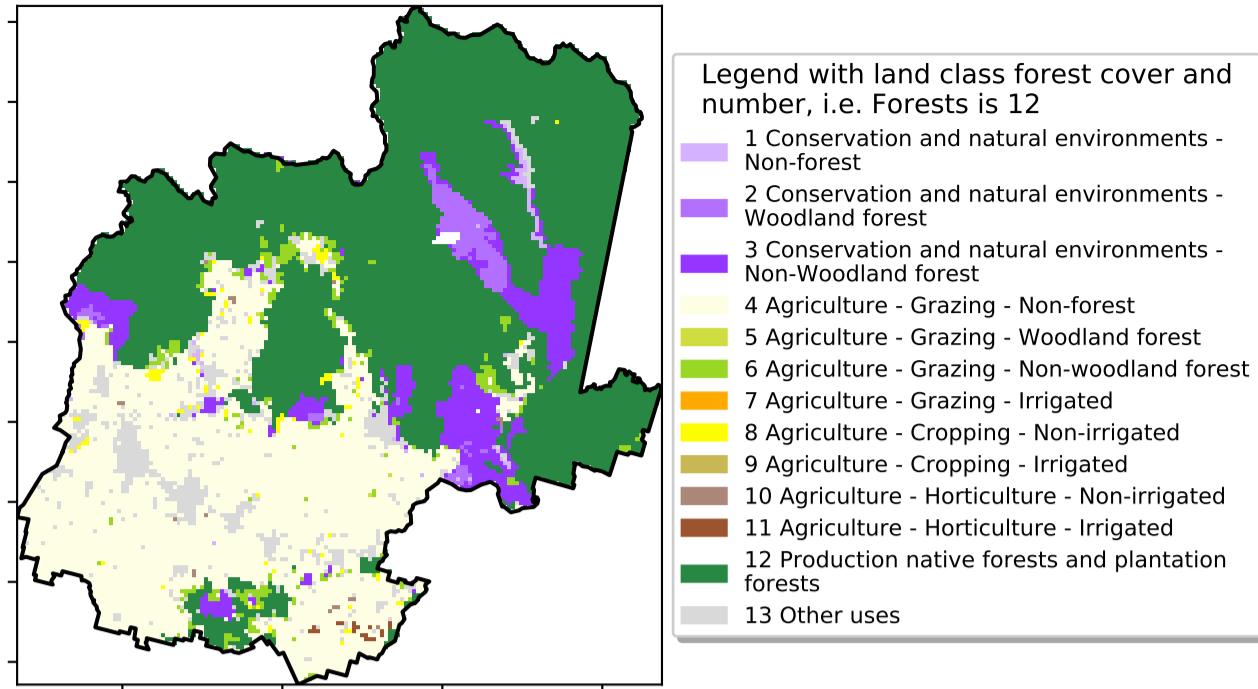 Legend with land class forest cover and
number, i.e. Forests is 12
1 Conservation and natural environments -
Non-forest
2 Conservation and natural environments -
Woodland forest
3 Conservation and natural environments -
Non-Woodland forest
4 Agriculture - Grazing - Non-forest
5 Agriculture - Grazing - Woodland forest
6 Agriculture - Grazing - Non-woodland forest
7 Agriculture - Grazing - Irrigated
8 Agriculture - Cropping - Non-irrigated
9 Agriculture - Cropping - Irrigated
10 Agriculture - Horticulture - Non-irrigated
11 Agriculture - Horticulture - Irrigated
12 Production native forests and plantation
forests
13 Other uses